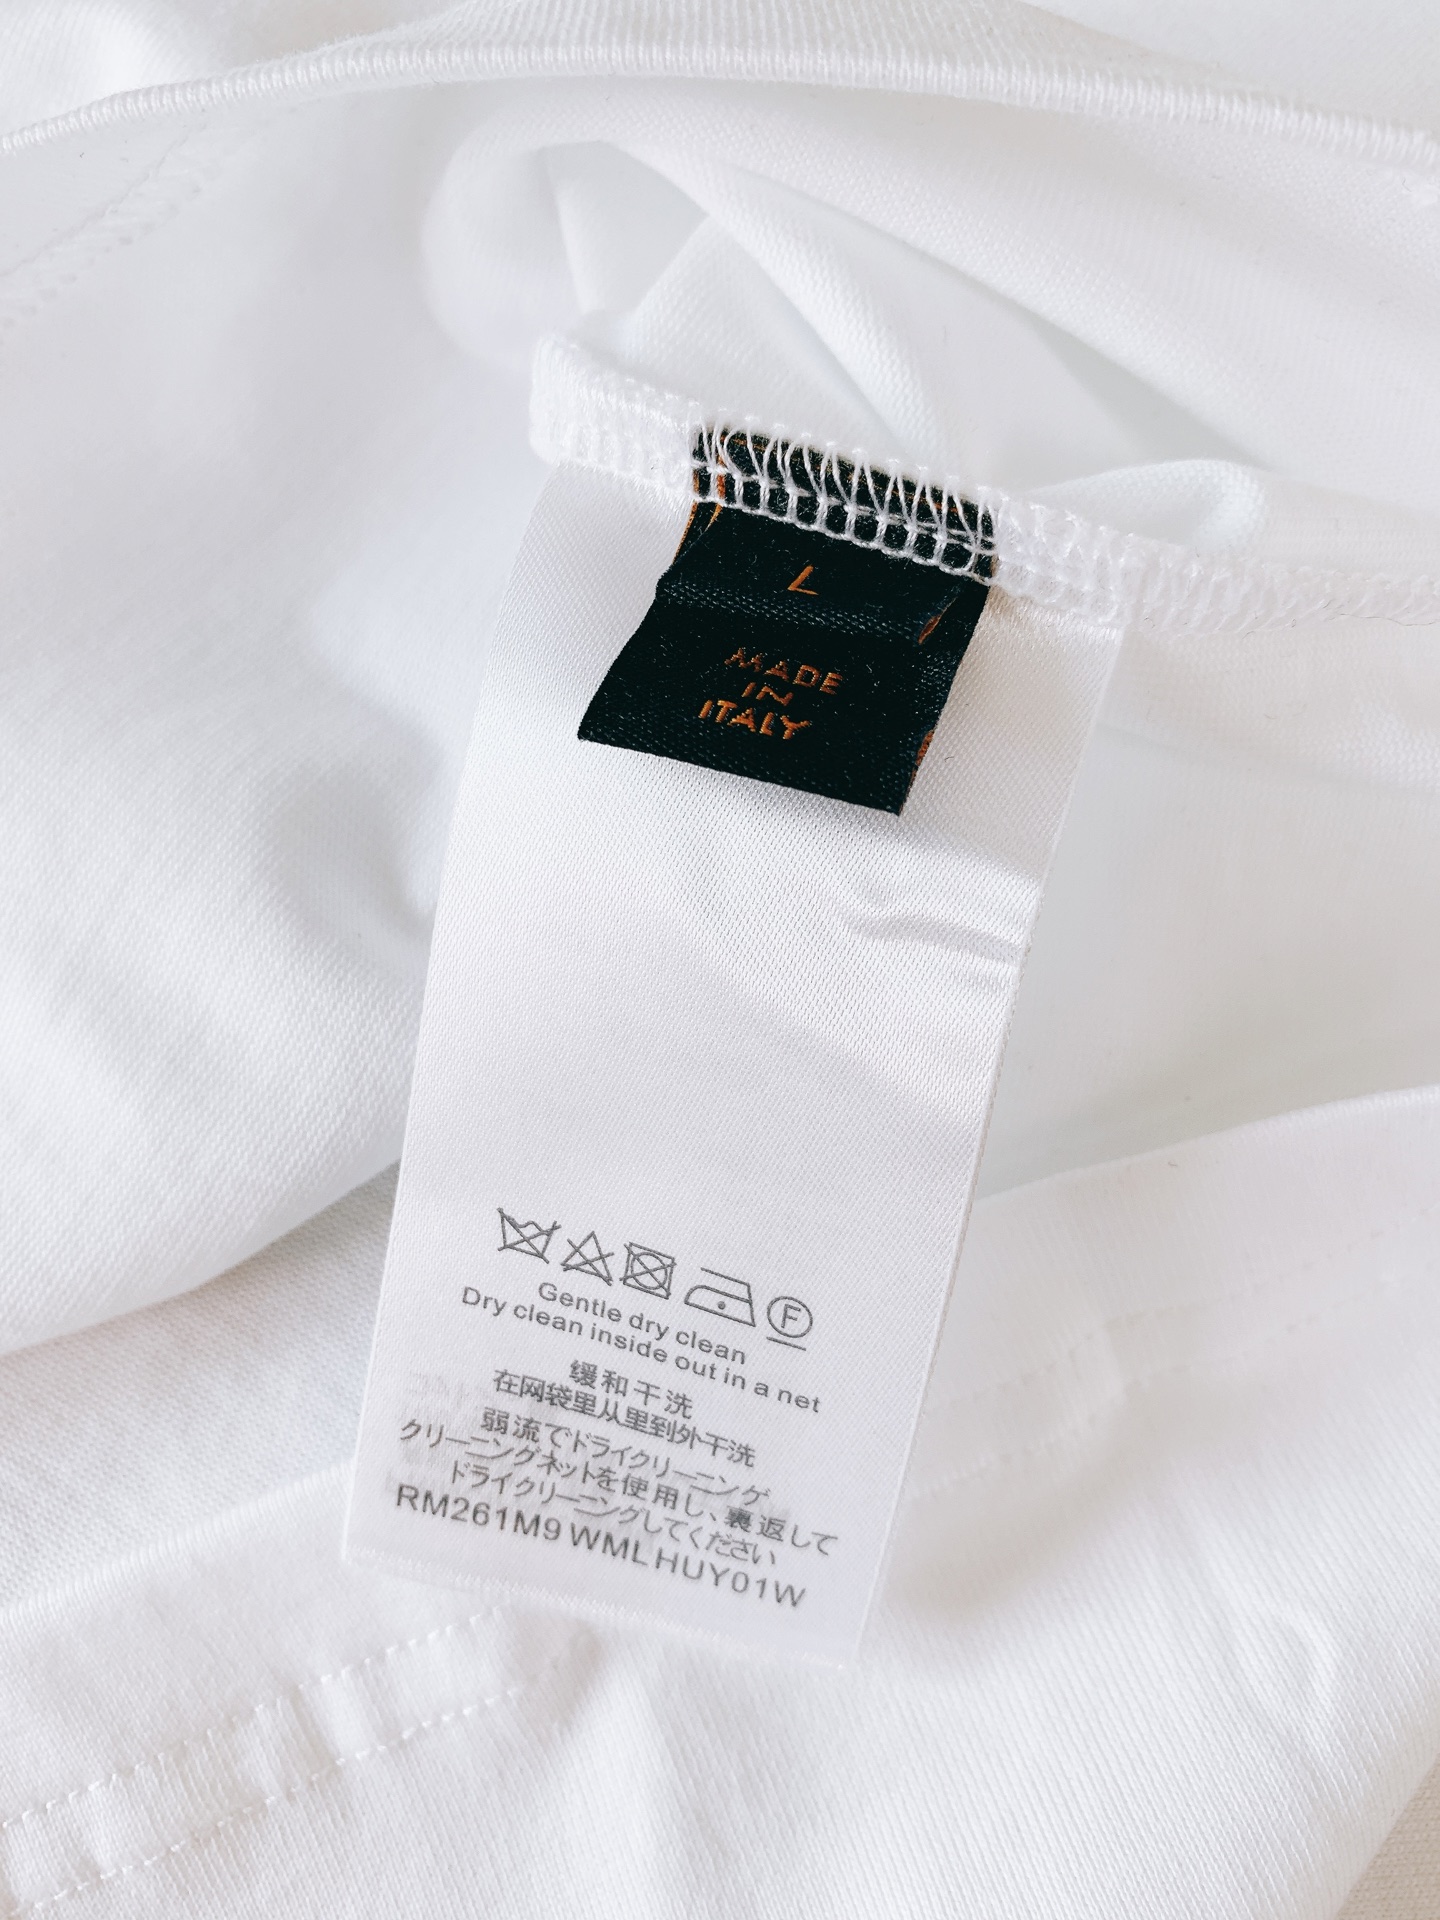 L
MADE
IN
ITALY
F
Gentle dry clean
Dry clean inside out in a net
缓和干洗
在网袋里从里到外干洗
弱流でドライクリーニング
クリーニングネットを使用し、裏返して
ドライクリーニングしてください
RM261M9 WML HUY01W